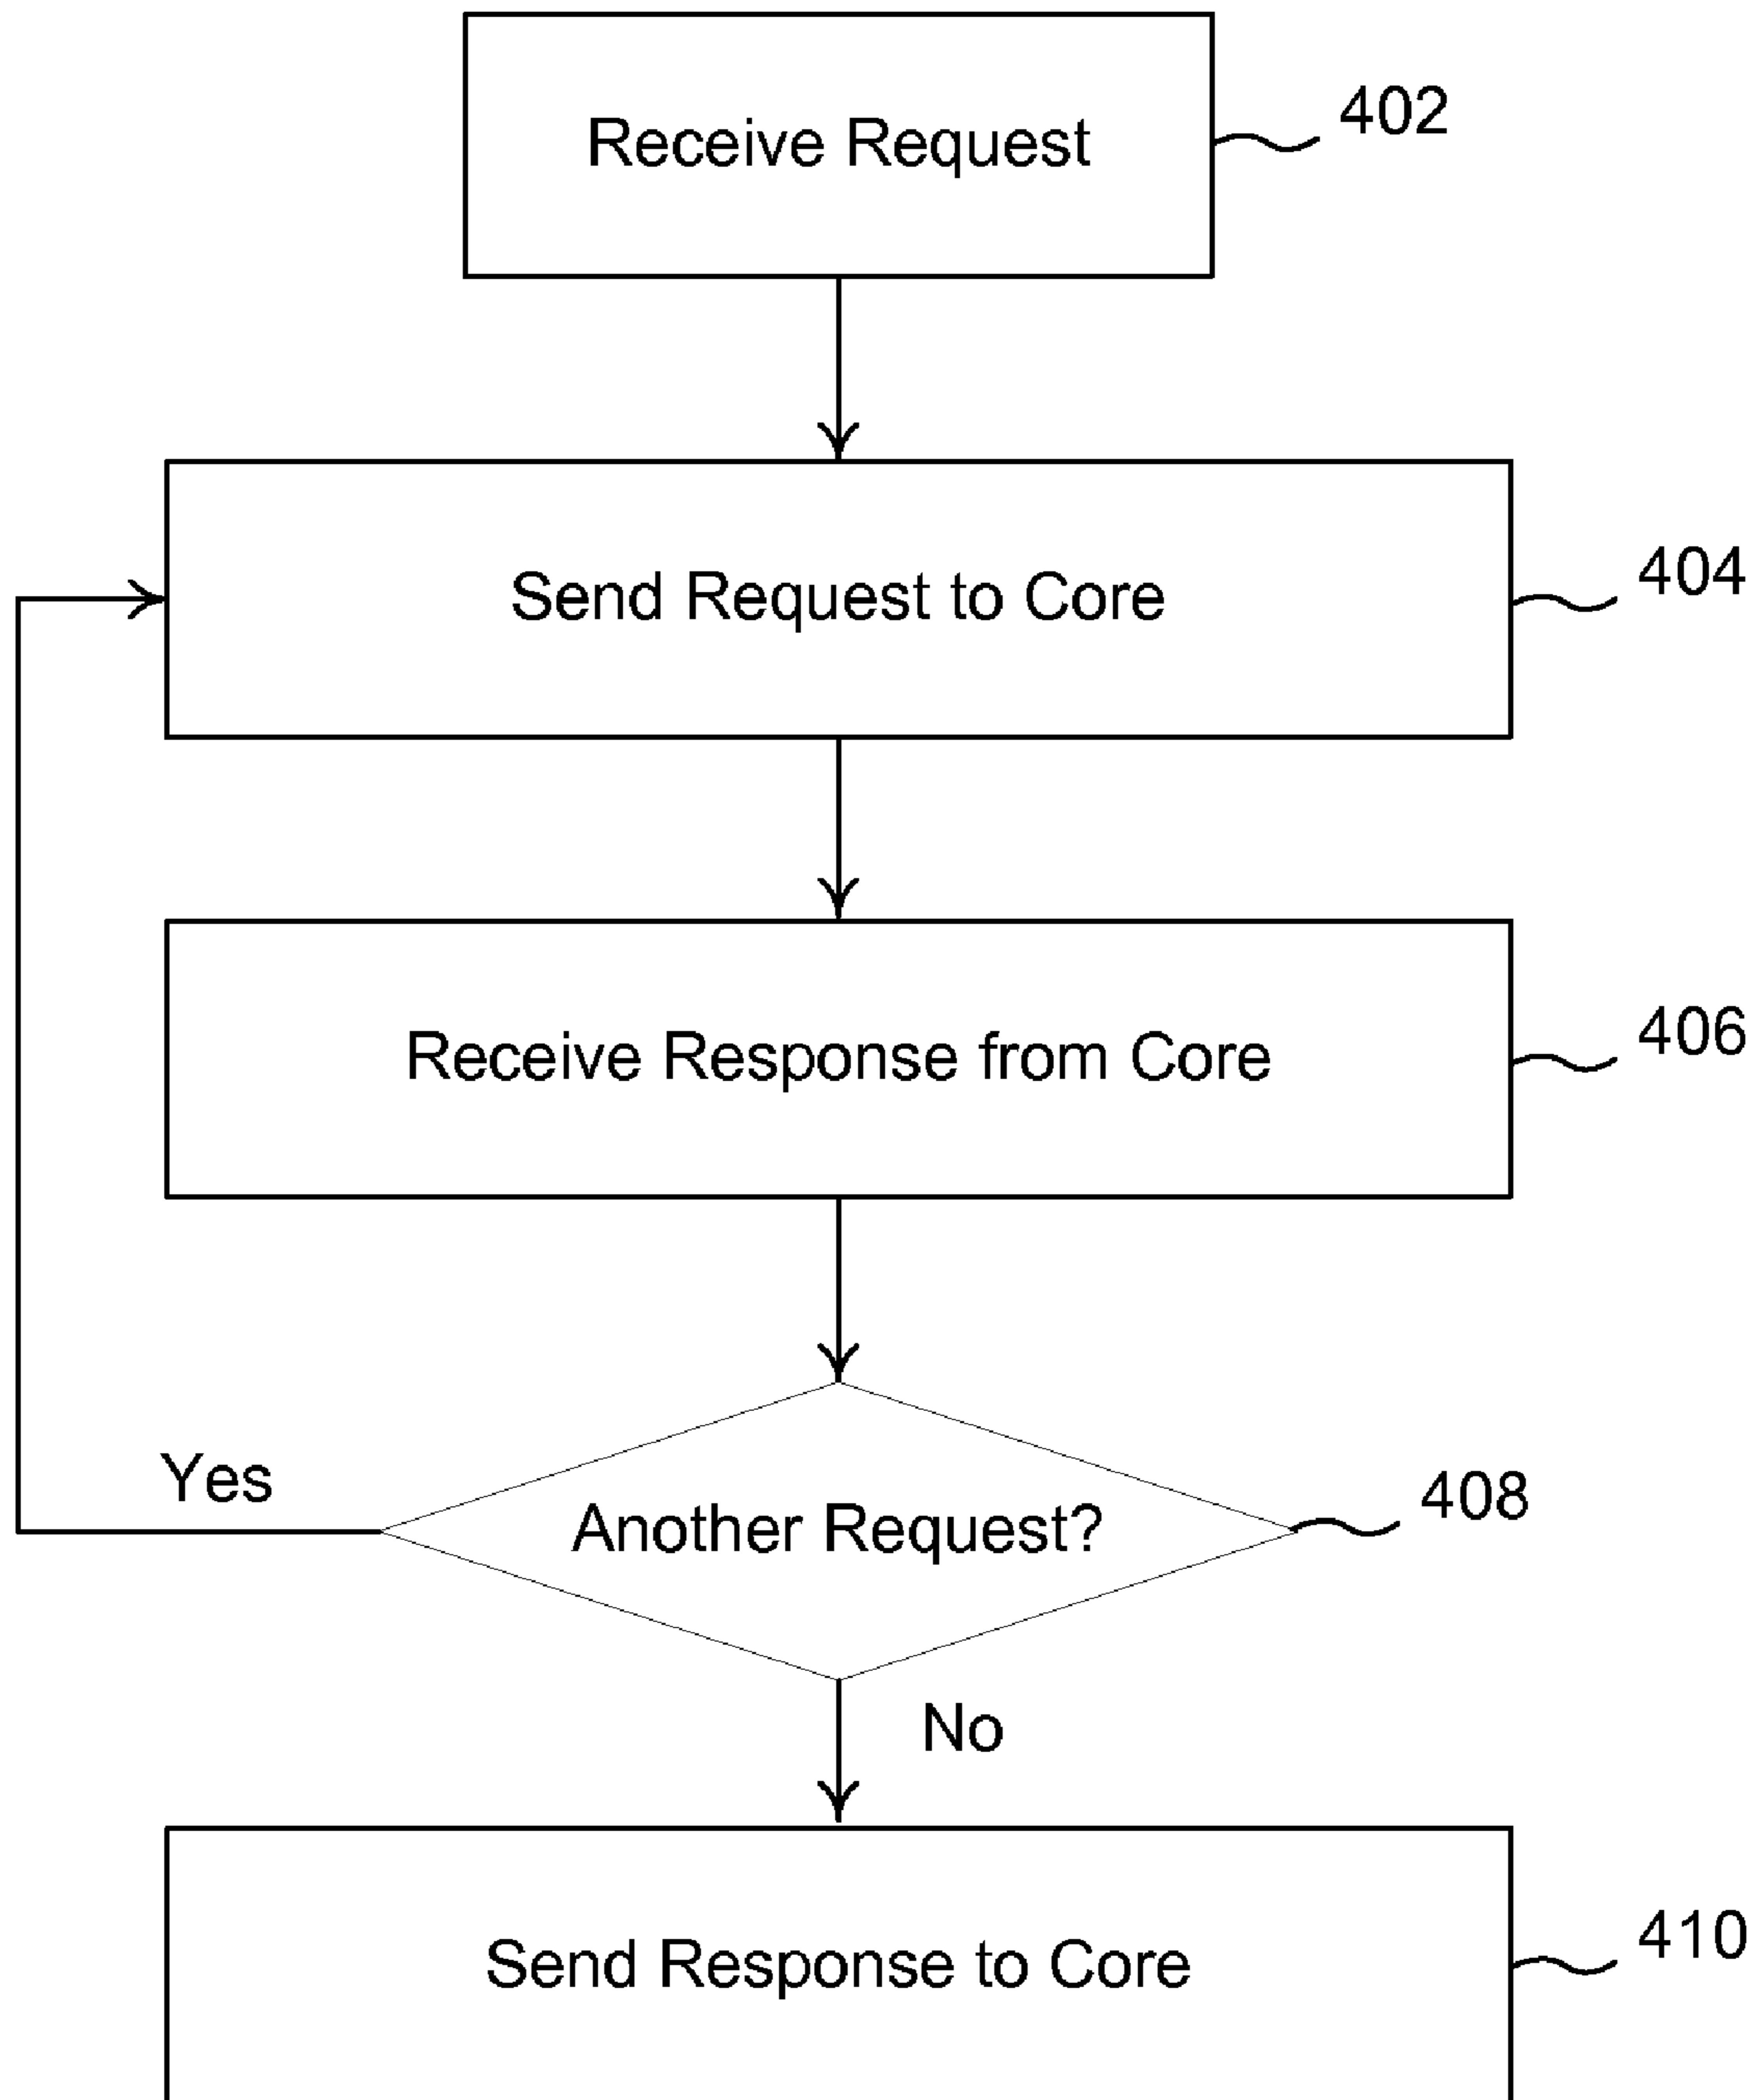 Receive Request
402
Send Request to Core
404
Receive Response from Core
406
Yes
Another Request?
408
No
Send Response to Core
410